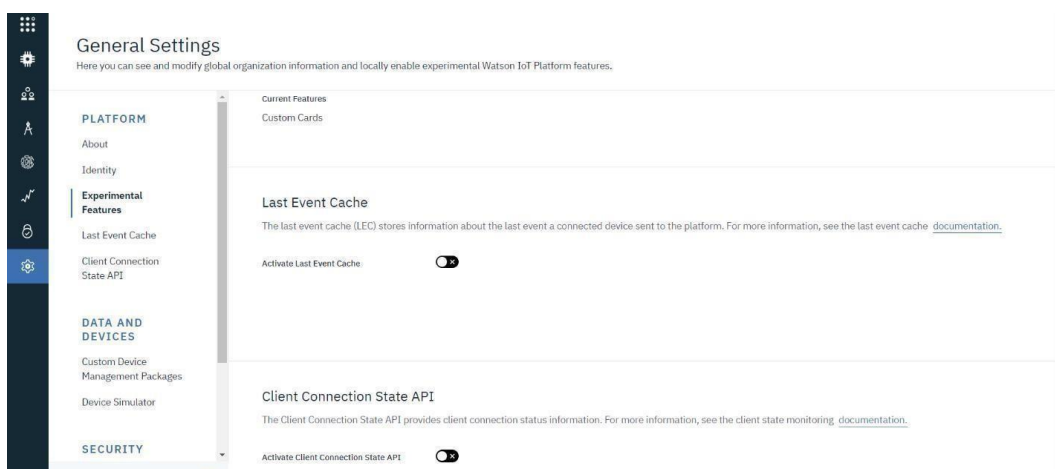 General Settings
Here you can see and modify global organization information and locally enable experimental Watson IoT Platform features.
PLATFORM
About
Identity
Experimental
Features
Last Event Cache
Client Connection
State API
DATA AND
DEVICES
Custom Device
Management Packages
Device Simulator
SECURITY
Current Features
Custom Cards
Last Event Cache
The last event cache (LEC) stores information about the last event a connected device sent to the platform. For more information, see the last event cache documentation.
Activate Last Event Cache
Client Connection State API
The Client Connection State API provides client connection status information. For more information, see the client state monitoring documentation.
Activate Client Connection State API